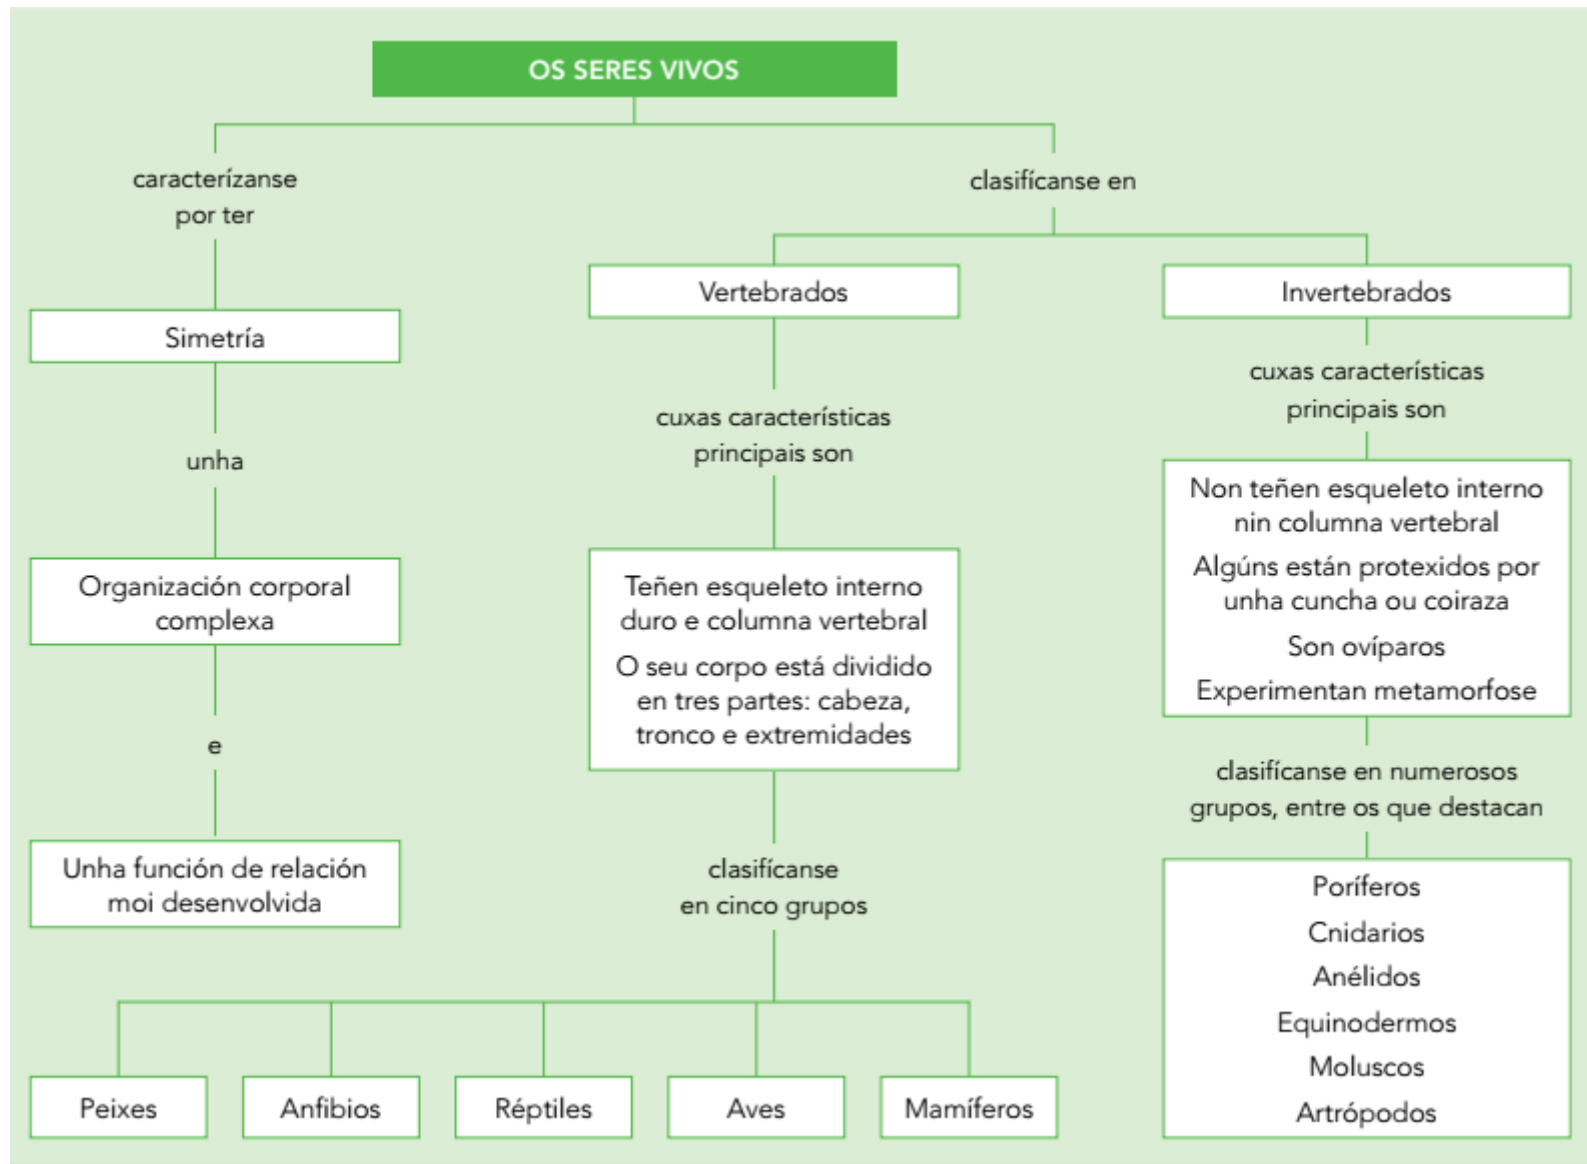 OS SERES VIVOS
caracterízanse
por ter
Simetría
unha
Organización corporal
complexa
e
Unha función de relación
moi desenvolvida
clasifícanse en
Vertebrados
cuxas características
principais son
Teñen esqueleto interno
duro e columna vertebral
O seu corpo está dividido
en tres partes: cabeza,
tronco e extremidades
clasifícanse
en cinco grupos
Peixes
Anfibios
Réptiles
Aves
Mamíferos
Invertebrados
cuxas características
principais son
Non teñen esqueleto interno
nin columna vertebral
Algúns están protexidos por
unha cuncha ou coiraza
Son ovíparos
Experimentan metamorfose
clasifícanse en numerosos
grupos, entre os que destacan
Poríferos
Cnidarios
Anélidos
Equinodermos
Moluscos
Artrópodos